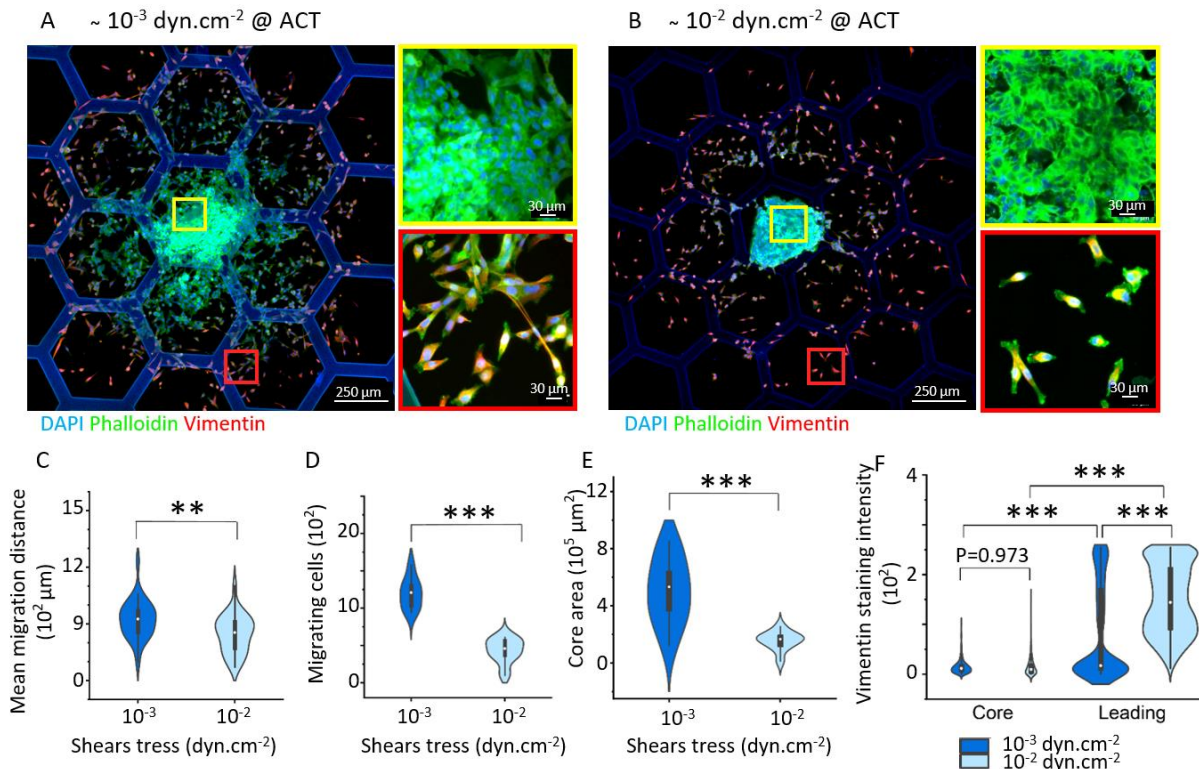 A ~ 10⁻³ dyn.cm⁻² @ ACT
B ~ 10⁻² dyn.cm⁻² @ ACT
30 µm
30 µm
250 µm
30 µm
30 µm
250 µm
DAPI Phalloidin Vimentin
DAPI Phalloidin Vimentin
C
Mean migration distance
(10² µm)
15
9
0
**
10⁻³ 10⁻²
Shears tress (dyn.cm⁻²)
D
Migrating cells (10²)
20
10
0
***
10⁻³ 10⁻²
Shears tress (dyn.cm⁻²)
E
Core area (10⁵ µm²)
12
8
4
0
***
10⁻³ 10⁻²
Shears tress (dyn.cm⁻²)
F
Vimentin staining intensity
(10²)
4
2
0
***
*** ***
P=0.973
Core Leading
10⁻³ dyn.cm⁻²
10⁻² dyn.cm⁻²